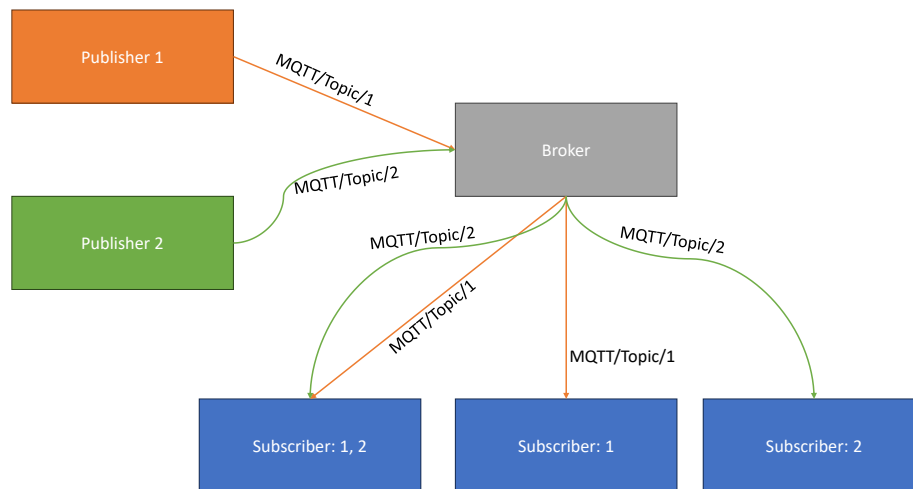 Publisher 1
MQTT/Topic/1
Broker
MQTT/Topic/2
Publisher 2
MQTT/Topic/2
MQTT/Topic/2
MQTT/Topic/1
MQTT/Topic/1
Subscriber: 1, 2
Subscriber: 1
Subscriber: 2